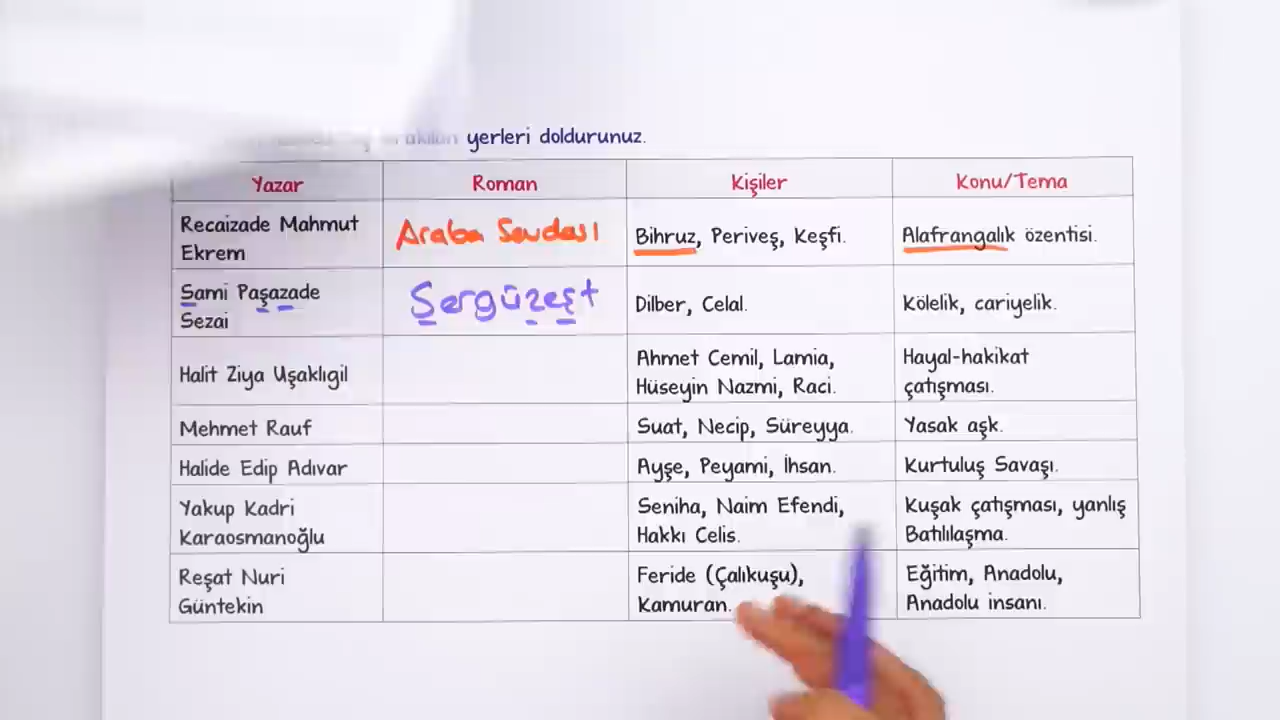 yerleri doldurunuz.
Yazar Roman Kişiler Konu/Tema
Recaizade Mahmut
Ekrem
Araba Sevdası
Bihruz, Periveş, Keşfi.
Alafrangalık özentisi.
Sami Paşazade
Sezai
Sergüzeşt
Dilber, Celal.
Kölelik, cariyelik.
Halit Ziya Uşaklıgil
Ahmet Cemil, Lamia,
Hüseyin Nazmi, Raci.
Hayal-hakikat
çatışması.
Mehmet Rauf
Suat, Necip, Süreyya.
Yasak aşk.
Halide Edip Adıvar
Ayşe, Peyami, İhsan.
Kurtuluş Savaşı.
Yakup Kadri
Karaosmanoğlu
Seniha, Naim Efendi,
Hakkı Celis.
Kuşak çatışması, yanlış
Batılılaşma.
Reşat Nuri
Güntekin
Feride (Çalıkuşu),
Kamuran.
Eğitim, Anadolu,
Anadolu insanı.